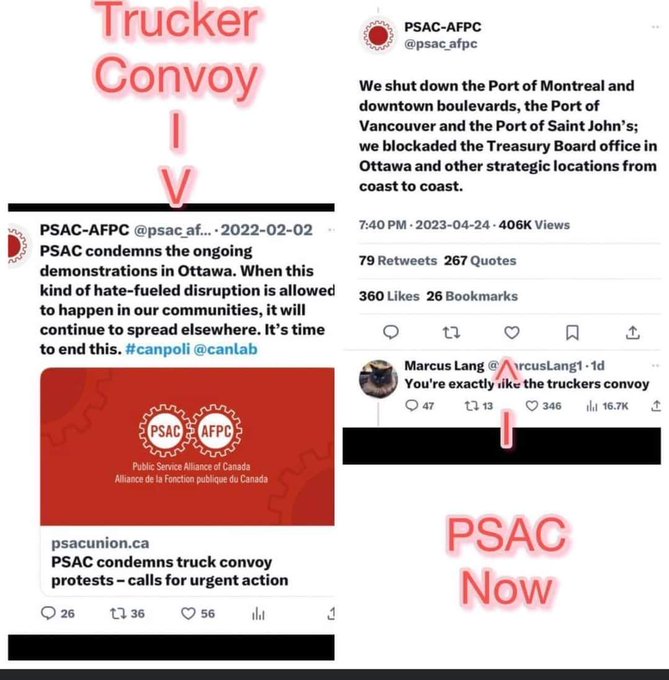 Trucker
Convoy
I
V
PSAC-AFPC @psac_af... · 2022-02-02
PSAC condemns the ongoing
demonstrations in Ottawa. When this
kind of hate-fueled disruption is allowed
to happen in our communities, it will
continue to spread elsewhere. It's time
to end this. #canpoli @canlab
PSAC AFPC
Public Service Alliance of Canada
Alliance de la Fonction publique du Canada
psacunion.ca
PSAC condemns truck convoy
protests – calls for urgent action
26 36 56
PSAC-AFPC
@psac_afpc
We shut down the Port of Montreal and
downtown boulevards, the Port of
Vancouver and the Port of Saint John's;
we blockaded the Treasury Board office in
Ottawa and other strategic locations from
coast to coast.
7:40 PM · 2023-04-24 · 406K Views
79 Retweets 267 Quotes
360 Likes 26 Bookmarks
Marcus Lang @ rcusLang1 · 1d
You're exactly like the truckers convoy
47 13 346 16.7K
^
I
PSAC
Now